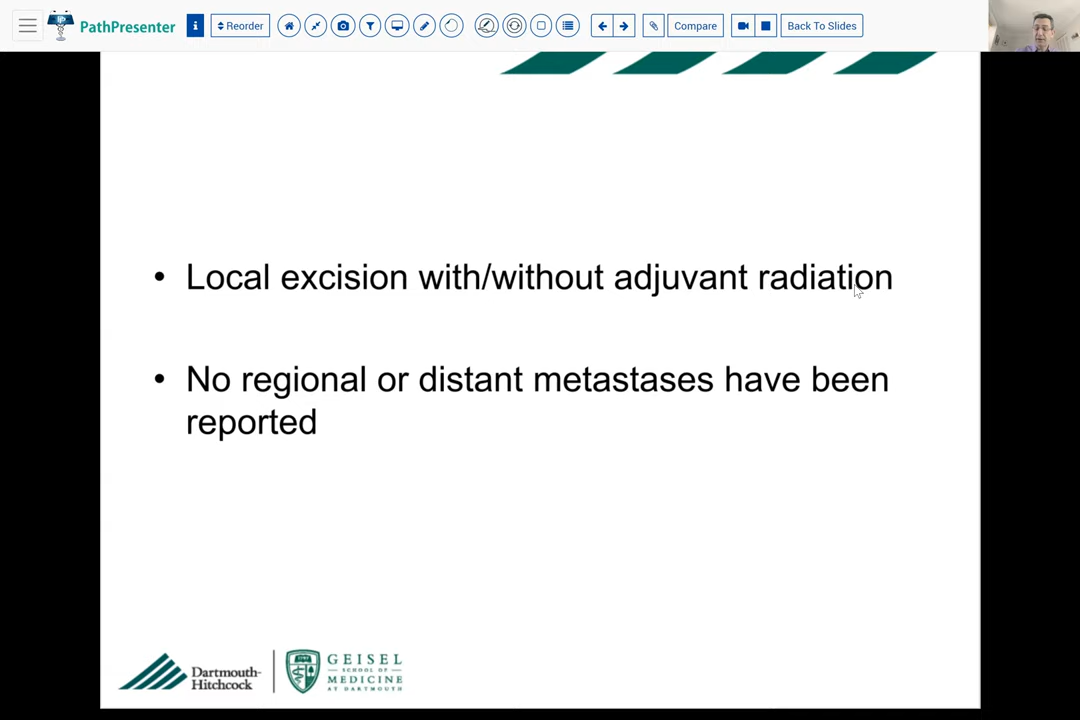 PathPresenter
Reorder
Compare
Back To Slides
• Local excision with/without adjuvant radiation
• No regional or distant metastases have been
reported
Dartmouth-
Hitchcock
GEISEL
SCHOOL OF
MEDICINE
AT DARTMOUTH